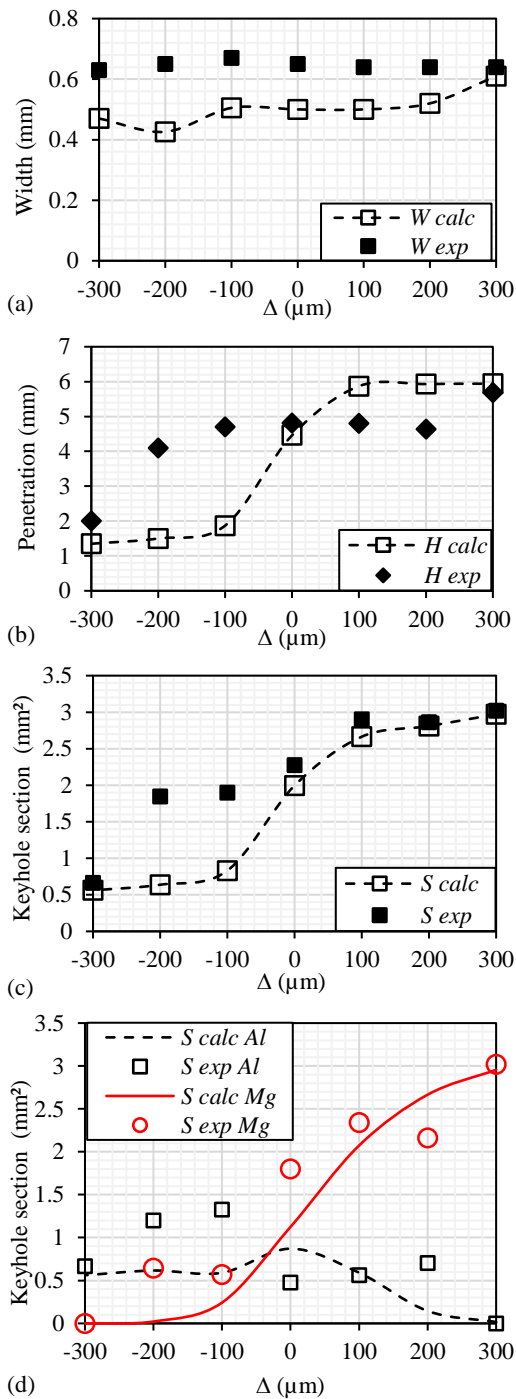 0.8
0.6
0.4
0.2
0
Width (mm)
W calc
W exp
-300 -200 -100 0 100 200 300
(a)
Δ (µm)
7
6
5
4
3
2
1
0
Penetration (mm)
H calc
H exp
-300 -200 -100 0 100 200 300
(b)
Δ (µm)
3.5
3
2.5
2
1.5
1
0.5
0
Keyhole section (mm²)
S calc
S exp
-300 -200 -100 0 100 200 300
(c)
Δ (µm)
3.5
3
2.5
2
1.5
1
0.5
0
Keyhole section (mm²)
S calc Al
S exp Al
S calc Mg
S exp Mg
-300 -200 -100 0 100 200 300
(d)
Δ (µm)